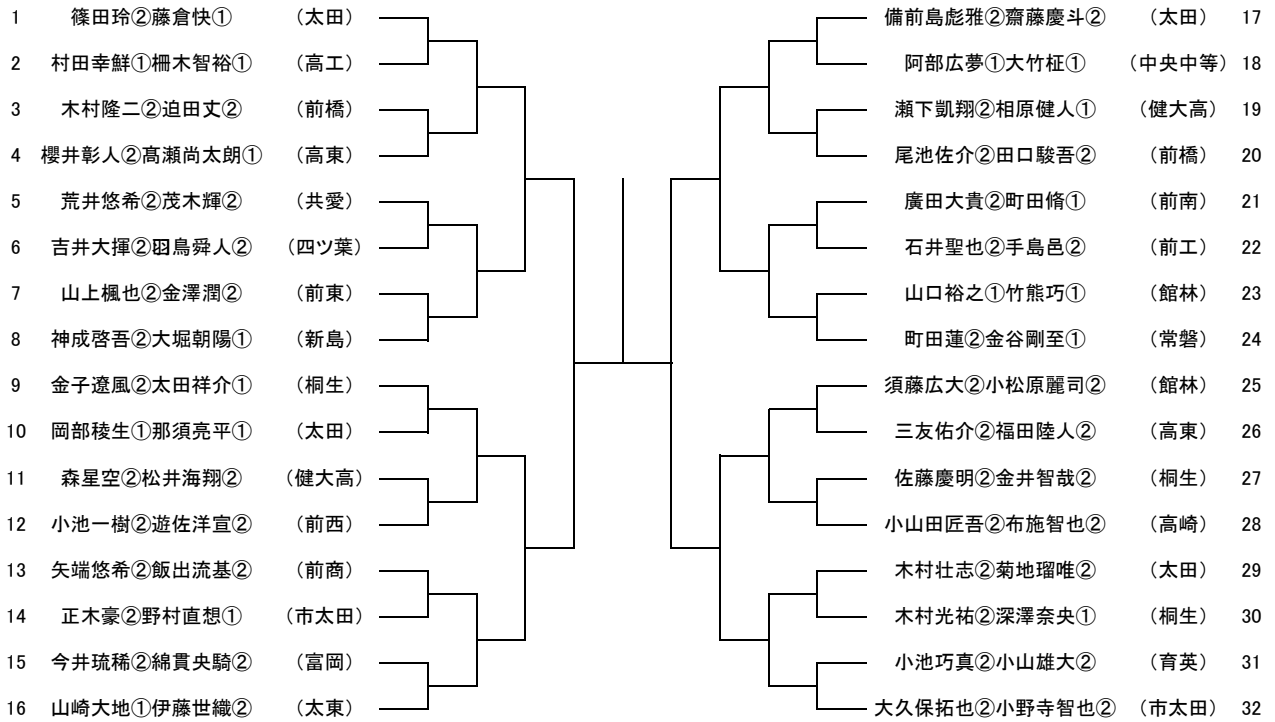 1 篠田玲②藤倉快① （太田）
2 村田幸鮮①柵木智裕① （高工）
3 木村隆二②迫田丈② （前橋）
4 櫻井彰人②髙瀬尚太朗① （高東）
5 荒井悠希②茂木輝② （共愛）
6 吉井大揮②羽鳥舜人② （四ツ葉）
7 山上楓也②金澤潤② （前東）
8 神成啓吾②大堀朝陽① （新島）
9 金子遼風②太田祥介① （桐生）
10 岡部稜生①那須亮平① （太田）
11 森星空②松井海翔② （健大高）
12 小池一樹②遊佐洋宣② （前西）
13 矢端悠希②飯出流基② （前商）
14 正木豪②野村直想① （市太田）
15 今井琉稀②綿貫央騎② （富岡）
16 山崎大地①伊藤世織② （太東）
備前島彪雅②齋藤慶斗② （太田） 17
阿部広夢①大竹柾① （中央中等） 18
瀬下凱翔②相原健人① （健大高） 19
尾池佐介②田口駿吾② （前橋） 20
廣田大貴②町田脩① （前南） 21
石井聖也②手島邑② （前工） 22
山口裕之①竹熊巧① （館林） 23
町田蓮②金谷剛至① （常磐） 24
須藤広大②小松原麗司② （館林） 25
三友佑介②福田陸人② （高東） 26
佐藤慶明②金井智哉② （桐生） 27
小山田匠吾②布施智也② （高崎） 28
木村壮志②菊地瑠唯② （太田） 29
木村光祐②深澤奈央① （桐生） 30
小池巧真②小山雄大② （育英） 31
大久保拓也②小野寺智也② （市太田） 32